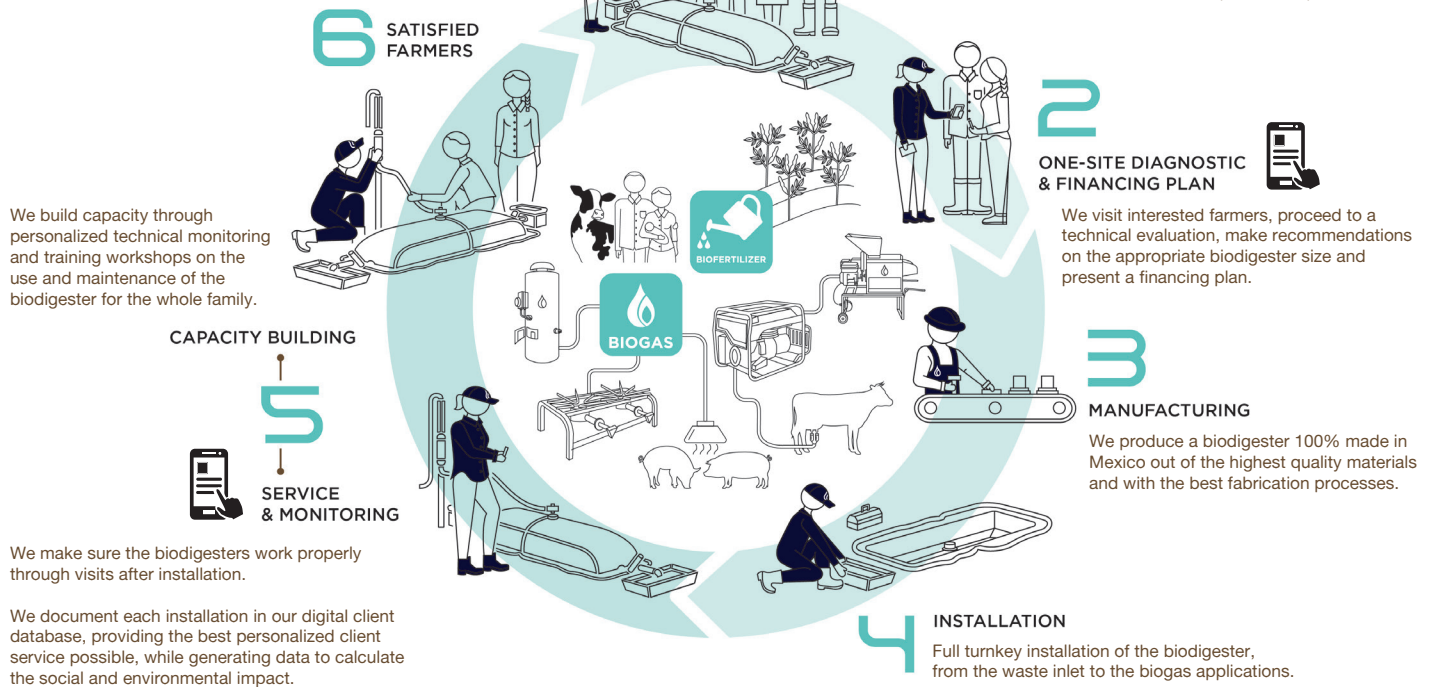 6
SATISFIED
FARMERS
2
ONE-SITE DIAGNOSTIC
& FINANCING PLAN
We visit interested farmers, proceed to a
technical evaluation, make recommendations
on the appropriate biodigester size and
present a financing plan.
3
MANUFACTURING
We produce a biodigester 100% made in
Mexico out of the highest quality materials
and with the best fabrication processes.
4
INSTALLATION
Full turnkey installation of the biodigester,
from the waste inlet to the biogas applications.
We build capacity through
personalized technical monitoring
and training workshops on the
use and maintenance of the
biodigester for the whole family.
CAPACITY BUILDING
5
SERVICE
& MONITORING
We make sure the biodigesters work properly
through visits after installation.
We document each installation in our digital client
database, providing the best personalized client
service possible, while generating data to calculate
the social and environmental impact.
BIOFERTILIZER
BIOGAS